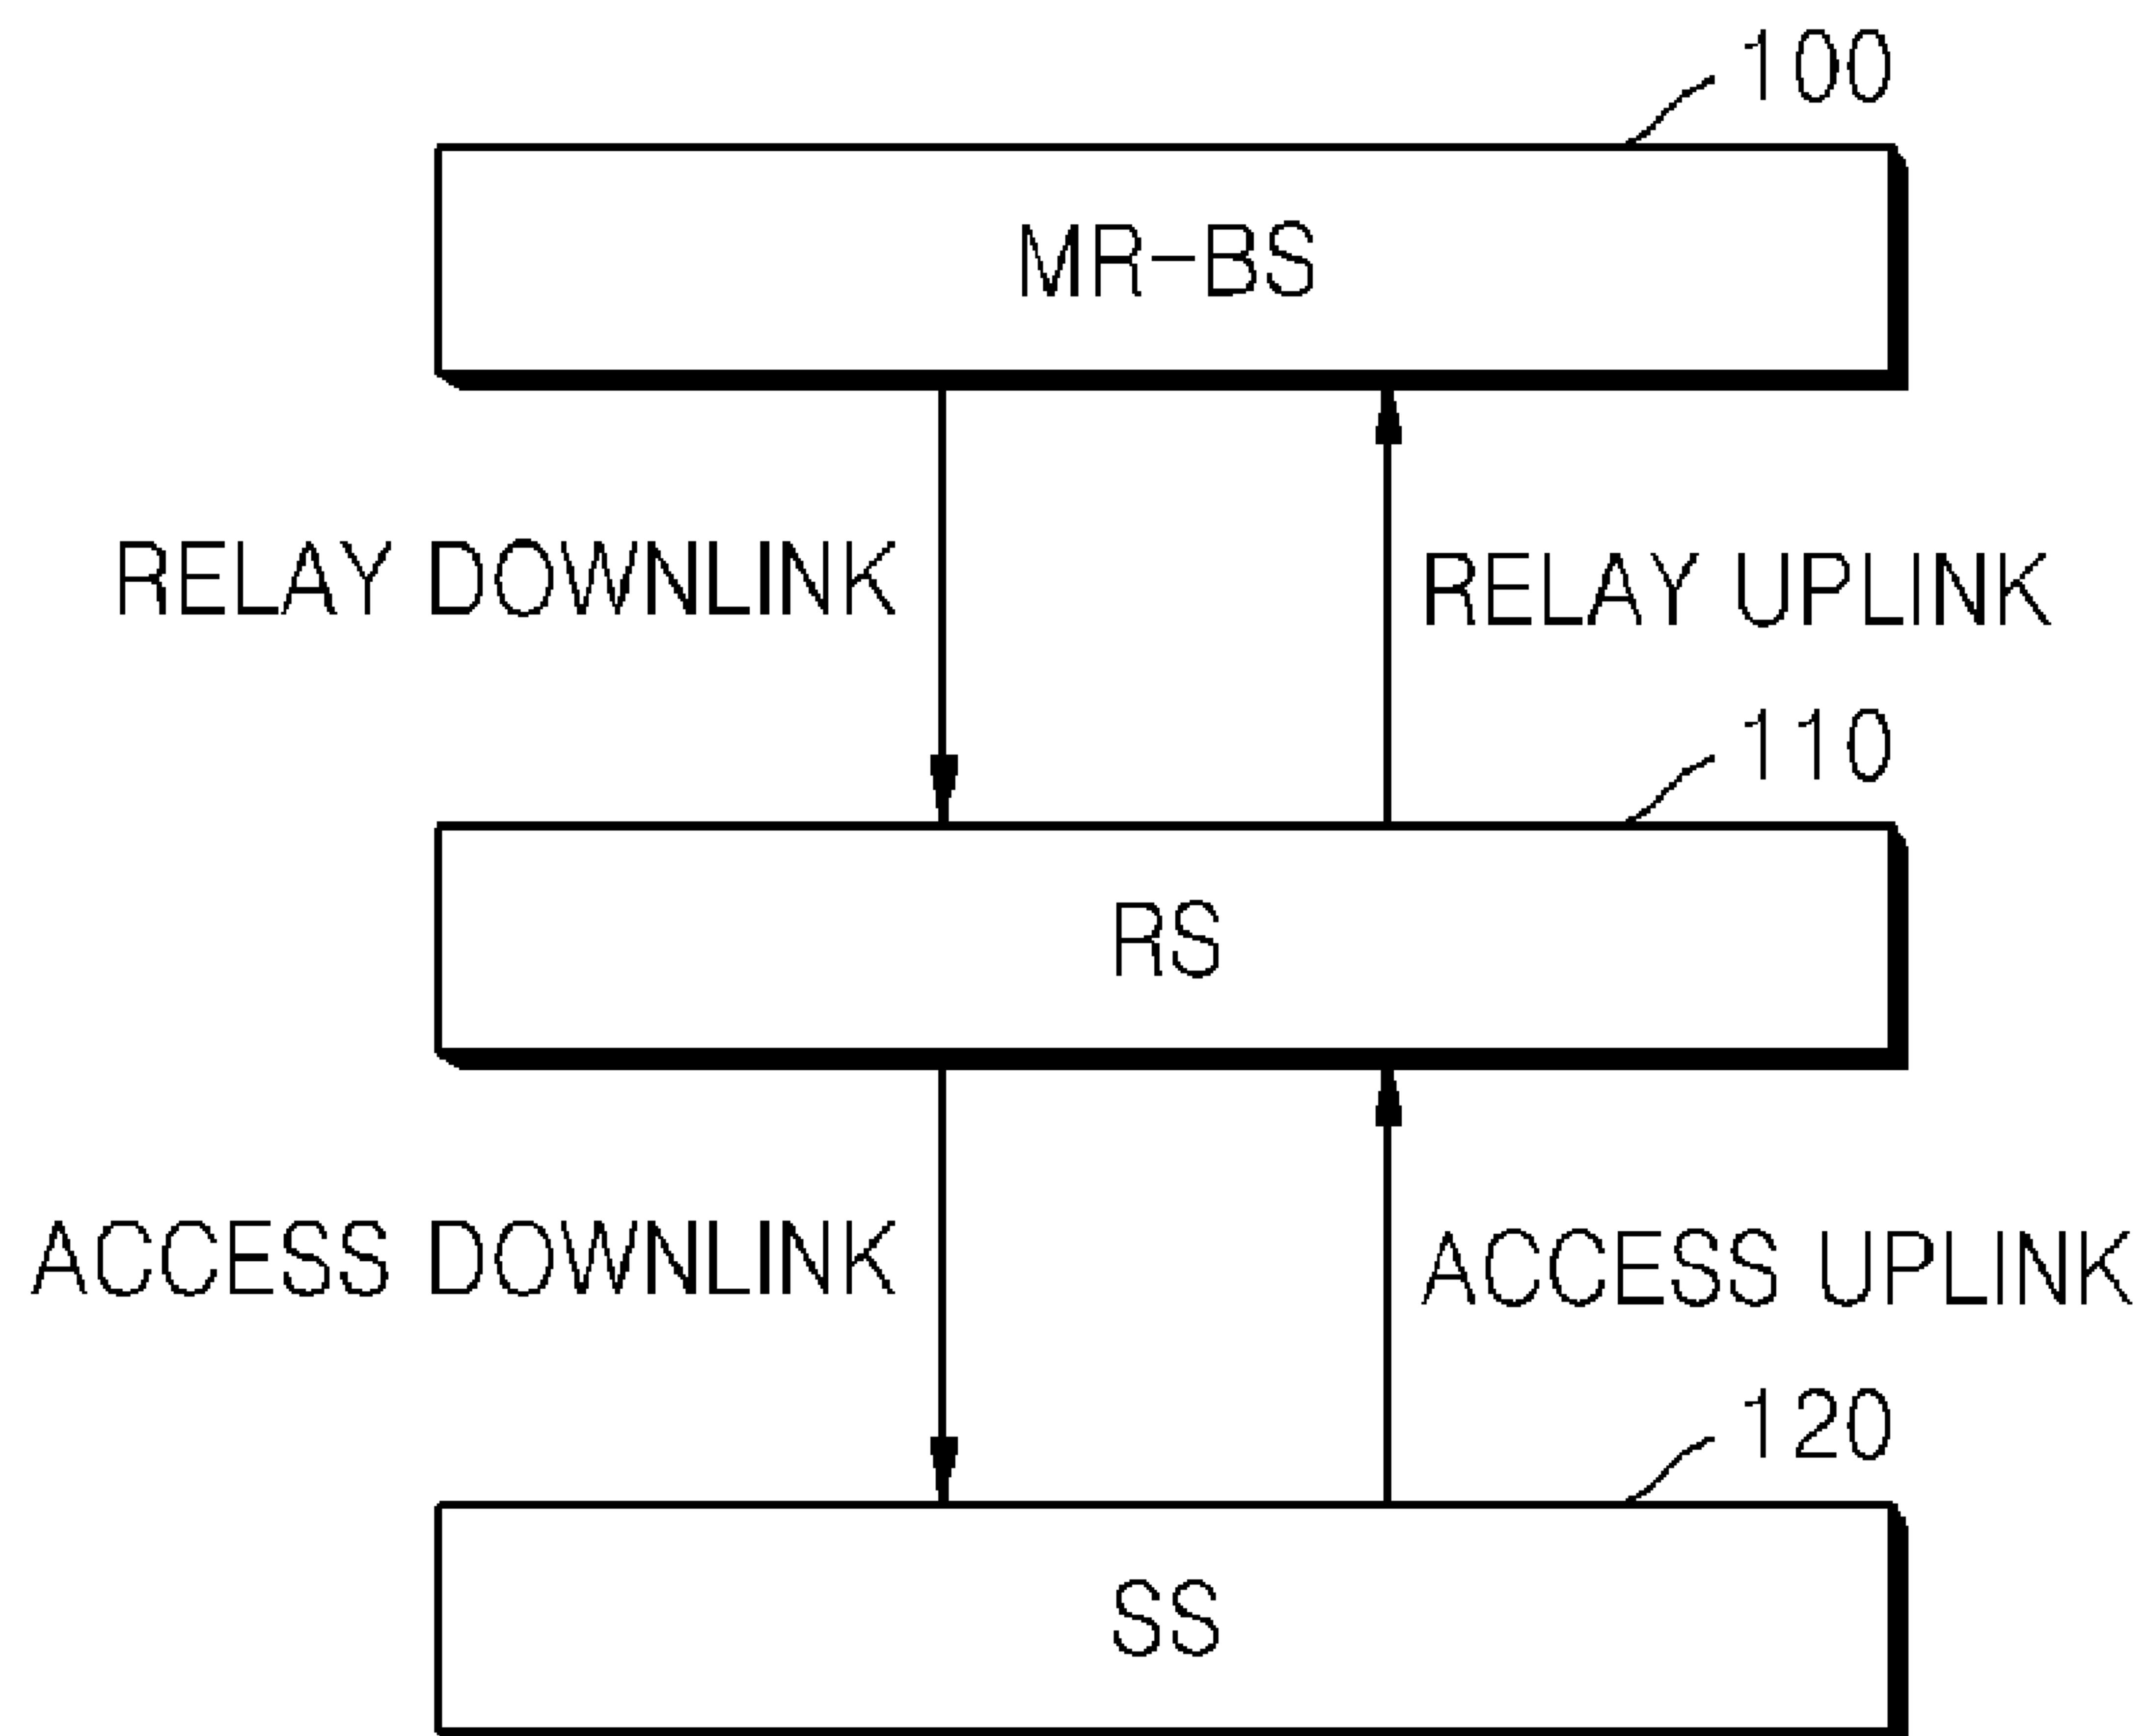 100
MR-BS
RELAY DOWNLINK
RELAY UPLINK
110
RS
ACCESS DOWNLINK
ACCESS UPLINK
120
SS